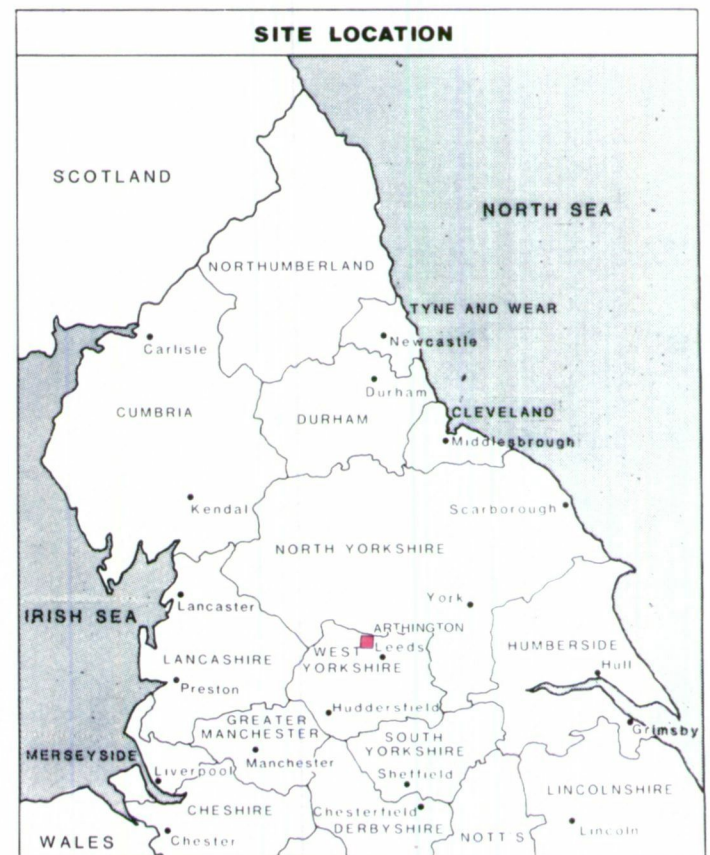 SITE LOCATION
SCOTLAND
NORTH SEA
NORTHUMBERLAND
TYNE AND WEAR
Newcastle
Carlisle
Durham
CUMBRIA
DURHAM
CLEVELAND
Middlesbrough
Kendal
Scarborough
NORTH YORKSHIRE
York
Lancaster
IRISH SEA
ARTHINGTON
Leeds
WEST
YORKSHIRE
HUMBERSIDE
Hull
LANCASHIRE
Preston
Huddersfield
GREATER
MANCHESTER
Manchester
SOUTH
YORKSHIRE
Sheffield
Grimsby
MERSEYSIDE
Liverpool
LINCOLNSHIRE
CHESHIRE
Chesterfield
DERBYSHIRE
NOTT'S
Lincoln
WALES
Chester